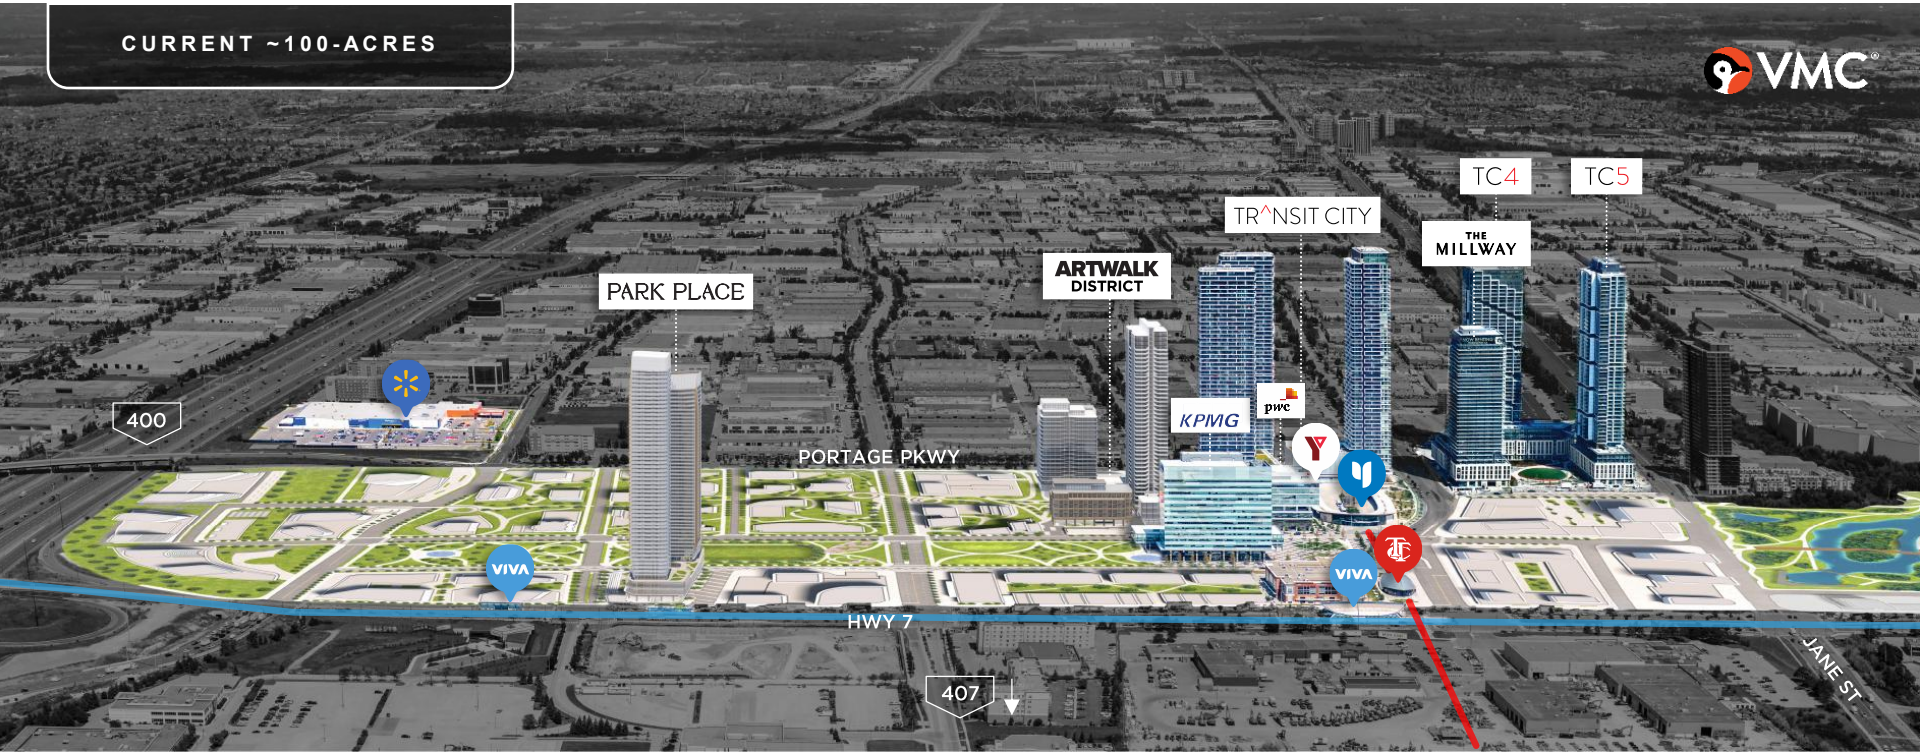 CURRENT ~100-ACRES
VMC®
TC4
TC5
TR^NSIT CITY
THE
MILLWAY
ARTWALK
DISTRICT
PARK PLACE
pwc
KPMG
400
Y
PORTAGE PKWY
TTC
VIVA
VIVA
HWY 7
JANE ST
407